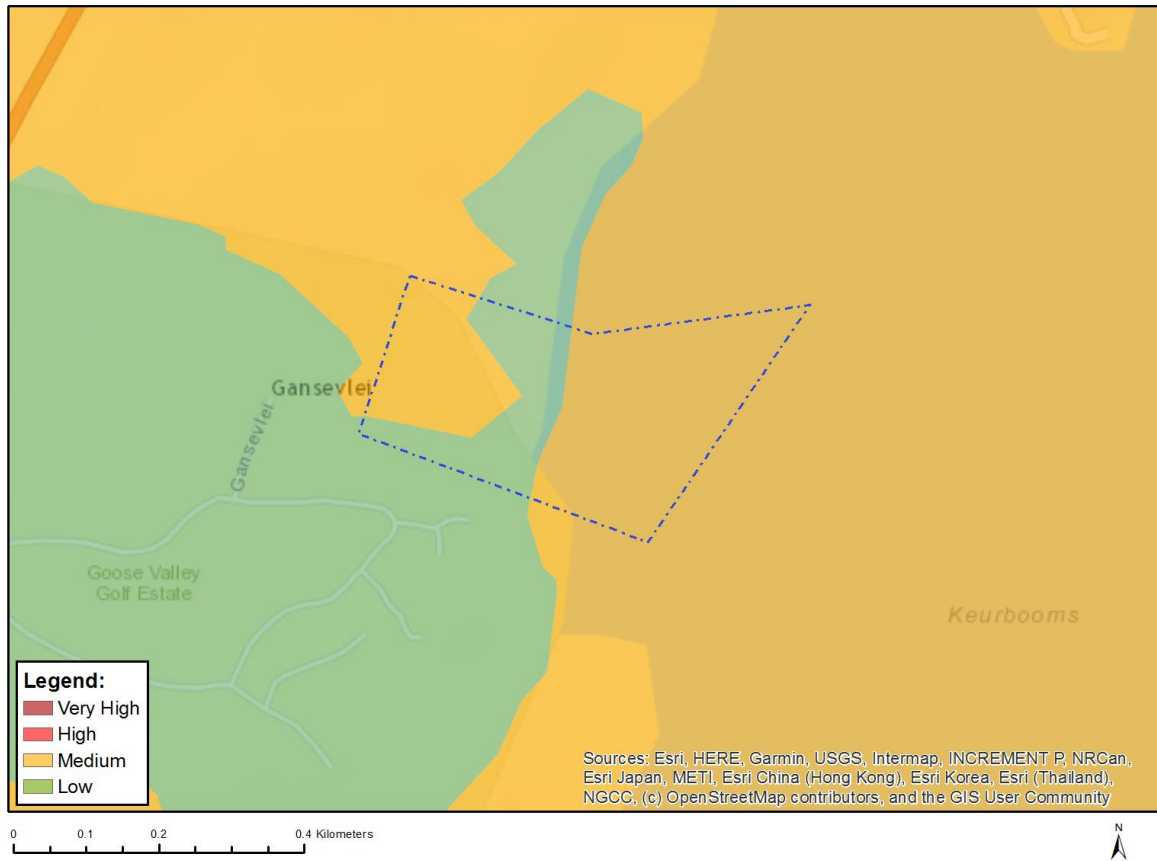 Gansevlei
Gansevlei
Goose Valley
Golf Estate
Keurbooms
Legend:
Very High
High
Medium
Low
Sources: Esri, HERE, Garmin, USGS, Intermap, INCREMENT P, NRCan,
Esri Japan, METI, Esri China (Hong Kong), Esri Korea, Esri (Thailand),
NGCC, (c) OpenStreetMap contributors, and the GIS User Community
0 0.1 0.2 0.4 Kilometers
N